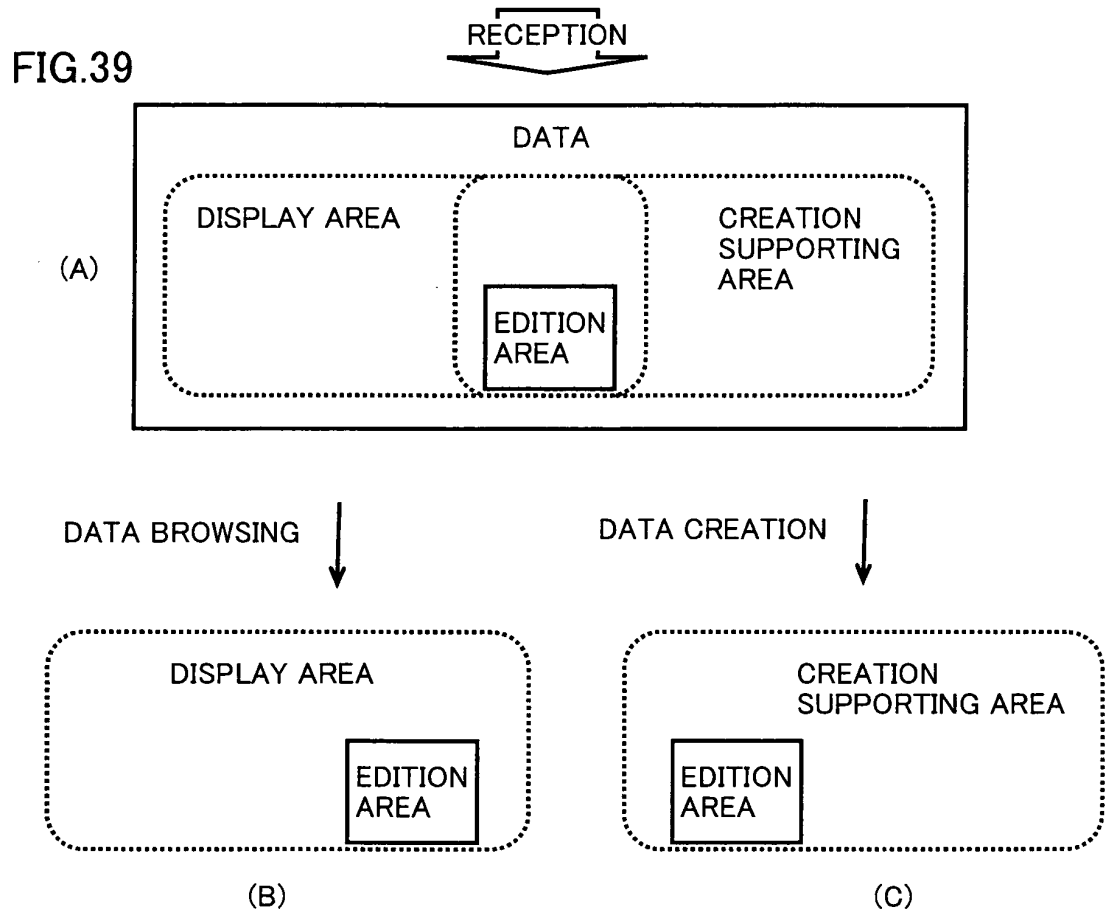 RECEPTION
FIG.39
DATA
DISPLAY AREA
CREATION
SUPPORTING
AREA
(A)
EDITION
AREA
DATA BROWSING
DATA CREATION
DISPLAY AREA
CREATION
SUPPORTING AREA
EDITION
AREA
EDITION
AREA
(B)
(C)